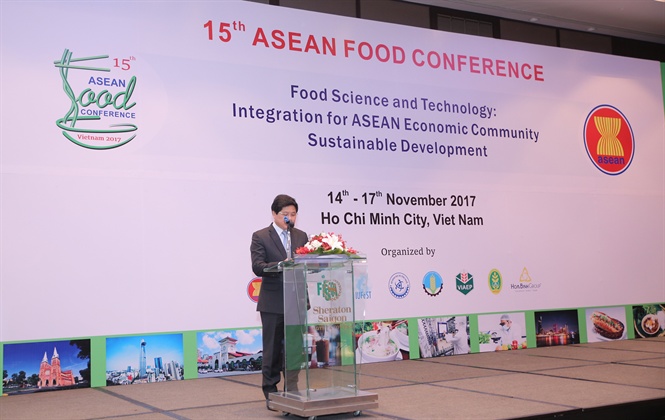 15th ASEAN FOOD CONFERENCE
15th
ASEAN
Food
CONFERENCE
Vietnam 2017
Food Science and Technology:
Integration for ASEAN Economic Community
Sustainable Development
asean
14th - 17th November 2017
Ho Chi Minh City, Viet Nam
Organized by
VIAEP
Sheraton
Saigon